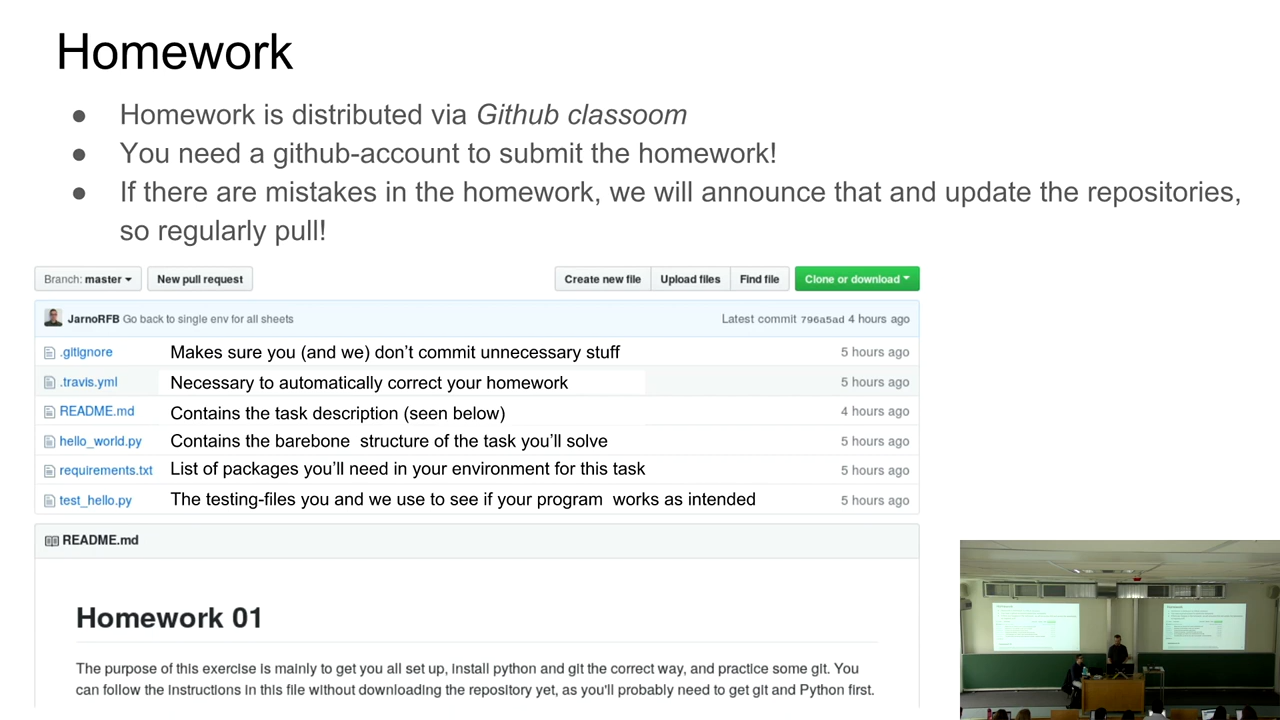 Homework
● Homework is distributed via Github classoom
● You need a github-account to submit the homework!
● If there are mistakes in the homework, we will announce that and update the repositories,
so regularly pull!
Branch: master New pull request Create new file Upload files Find file Clone or download
JarnoRFB Go back to single env for all sheets Latest commit 796a5ad 4 hours ago
.gitignore Makes sure you (and we) don't commit unnecessary stuff 5 hours ago
.travis.yml Necessary to automatically correct your homework 5 hours ago
README.md Contains the task description (seen below) 4 hours ago
hello_world.py Contains the barebone structure of the task you'll solve 5 hours ago
requirements.txt List of packages you'll need in your environment for this task 5 hours ago
test_hello.py The testing-files you and we use to see if your program works as intended 5 hours ago
README.md
Homework 01
The purpose of this exercise is mainly to get you all set up, install python and git the correct way, and practice some git. You
can follow the instructions in this file without downloading the repository yet, as you'll probably need to get git and Python first.